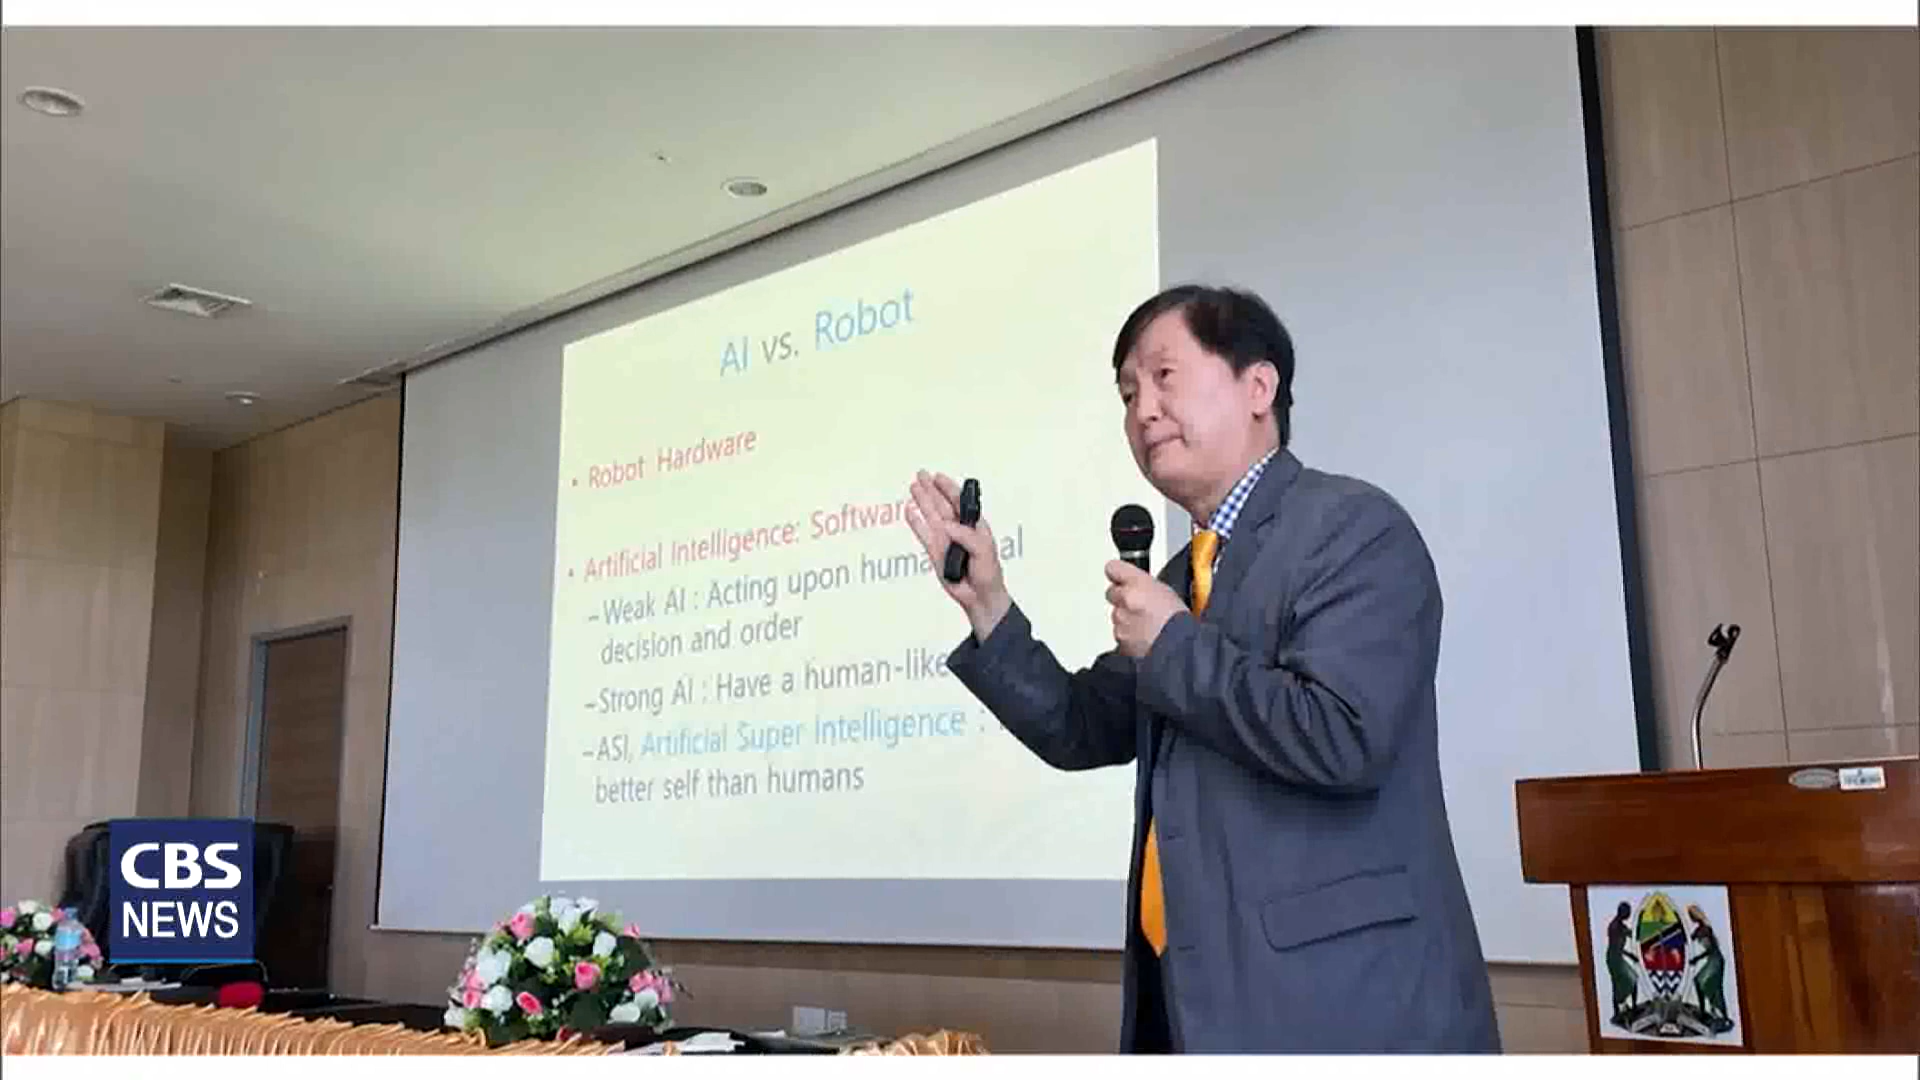 AI vs. Robot
• Robot Hardware
• Artificial Intelligence: Software
–Weak AI : Acting upon
decision and order
–Strong AI : Have a human-like
–ASI, Artificial Super Intelligence :
better self than humans
CBS
NEWS